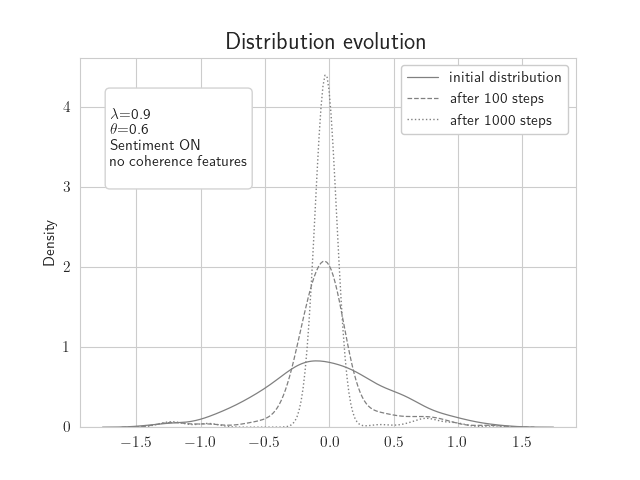 Distribution evolution
initial distribution
after 100 steps
after 1000 steps
λ=0.9
θ=0.6
Sentiment ON
no coherence features
Density
4
3
2
1
0
−1.5 −1.0 −0.5 0.0 0.5 1.0 1.5